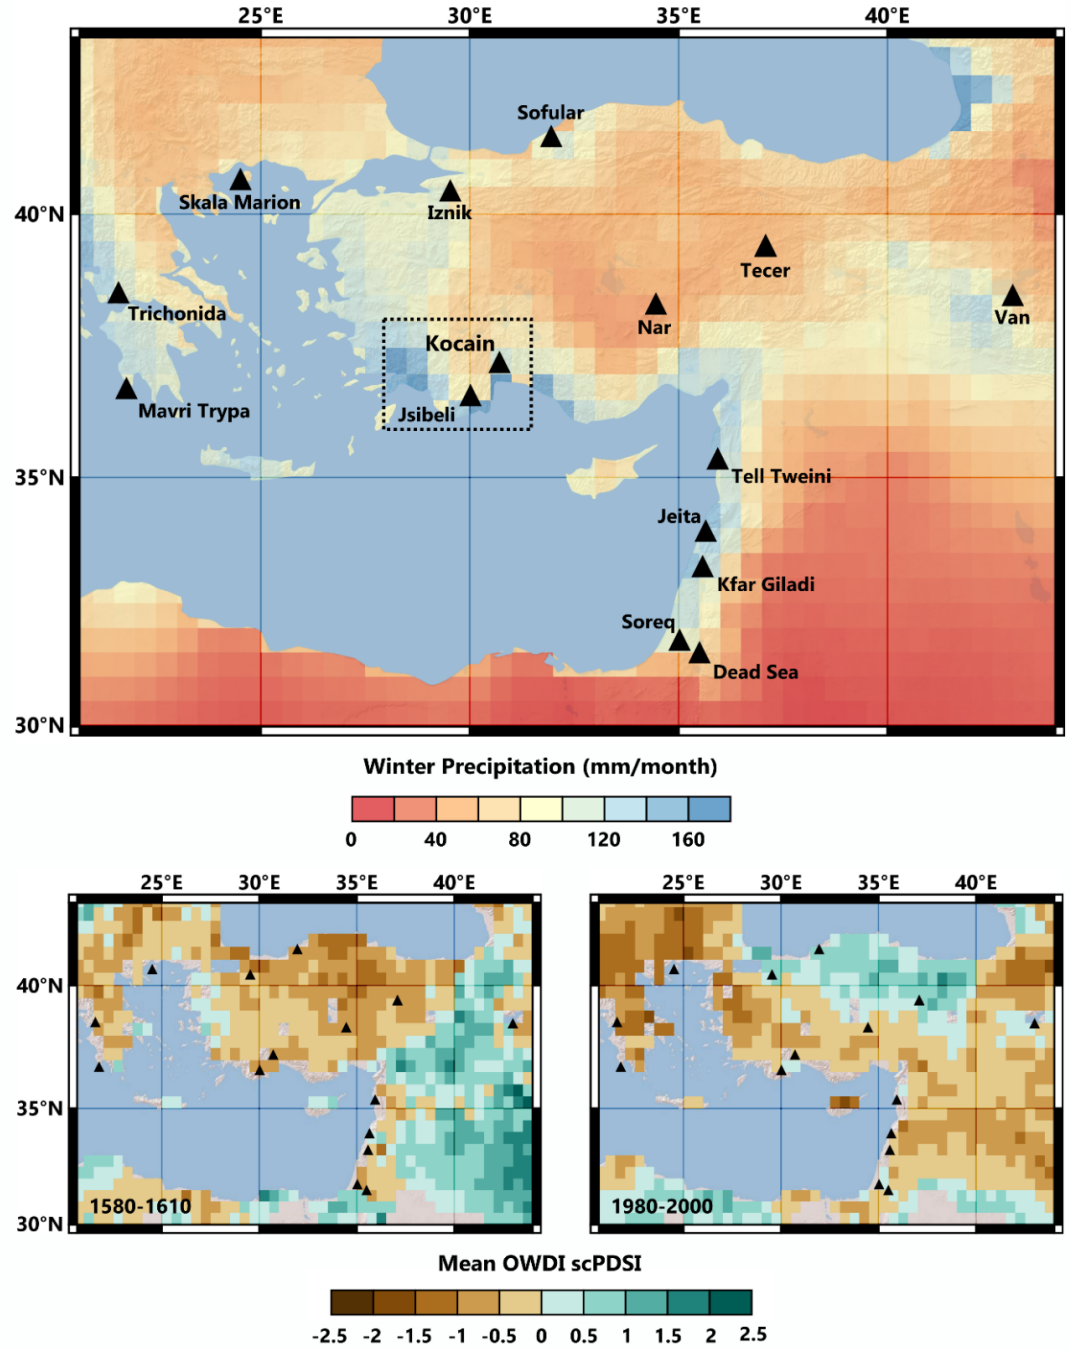 25°E 30°E 35°E 40°E
Sofular
Skala Marion
Iznik
40°N
Tecer
Trichonida
Nar
Van
Kocain
Mavri Trypa
Jsibeli
35°N
Tell Tweini
Jeita
Kfar Giladi
Soreq
Dead Sea
30°N
Winter Precipitation (mm/month)
0 40 80 120 160
25°E 30°E 35°E 40°E
40°N
35°N
1580-1610
30°N
25°E 30°E 35°E 40°E
40°N
35°N
1980-2000
30°N
Mean OWDI scPDSI
-2.5 -2 -1.5 -1 -0.5 0 0.5 1 1.5 2 2.5